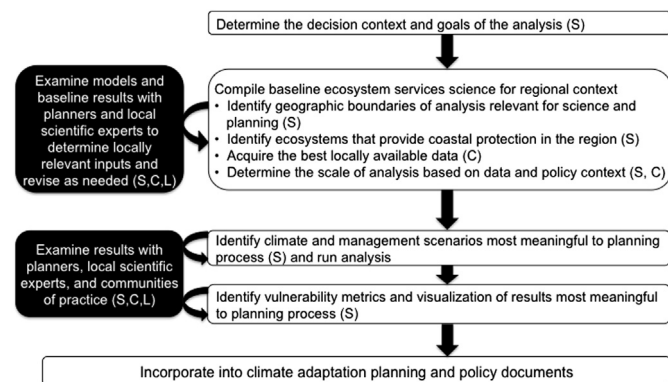 Determine the decision context and goals of the analysis (S)
Examine models and
baseline results with
planners and local
scientific experts to
determine locally
relevant inputs and
revise as needed (S,C,L)
Compile baseline ecosystem services science for regional context
• Identify geographic boundaries of analysis relevant for science and
planning (S)
• Identify ecosystems that provide coastal protection in the region (S)
• Acquire the best locally available data (C)
• Determine the scale of analysis based on data and policy context (S, C)
Examine results with
planners, local scientific
experts, and communities
of practice (S,C,L)
Identify climate and management scenarios most meaningful to planning
process (S) and run analysis
Identify vulnerability metrics and visualization of results most meaningful
to planning process (S)
Incorporate into climate adaptation planning and policy documents